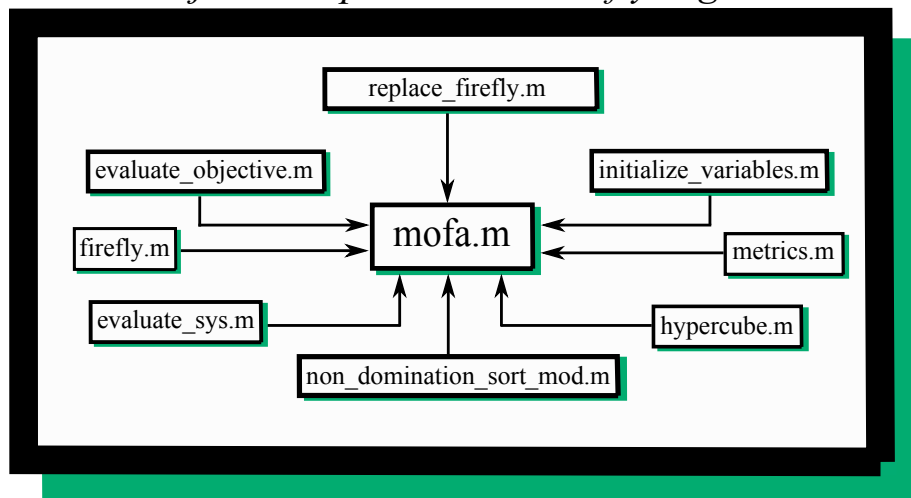 replace_firefly.m
evaluate_objective.m
initialize_variables.m
mofa.m
firefly.m
metrics.m
evaluate_sys.m
hypercube.m
non_domination_sort_mod.m